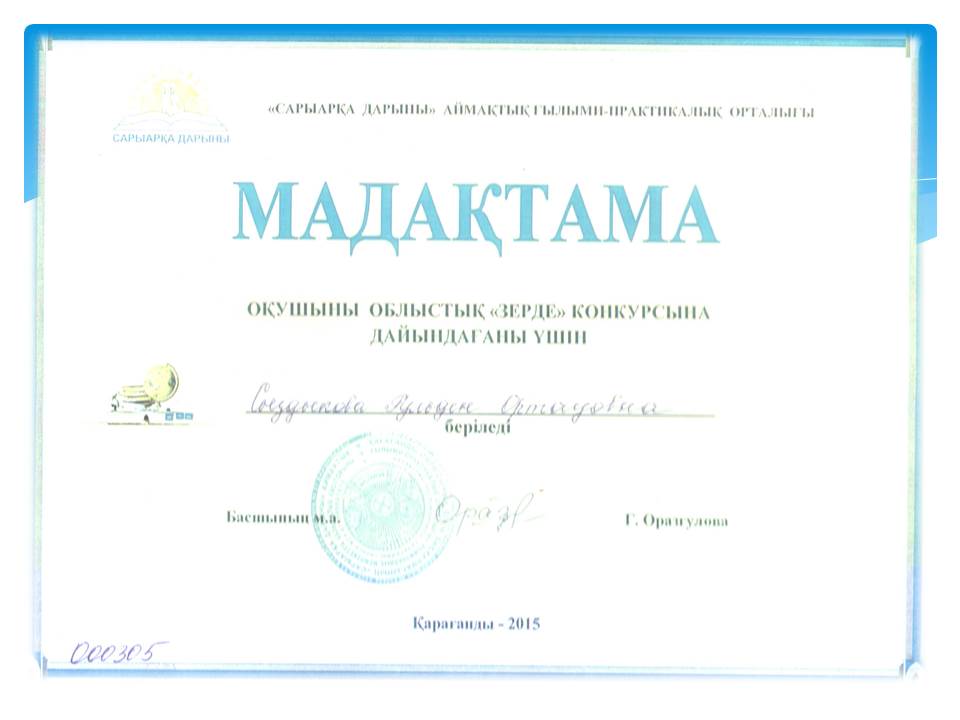 «САРЫАРҚА ДАРЫНЫ» АЙМАҚТЫҚ ҒЫЛЫМИ-ПРАКТИКАЛЫҚ ОРТАЛЫҒЫ
САРЫАРҚА ДАРЫНЫ
МАДАҚТАМА
ОҚУШЫНЫ ОБЛЫСТЫҚ «ЗЕРДЕ» КОНКУРСЫНА
ДАЙЫНДАҒАНЫ ҮШІН
Сыздыкова
беріледі
Басшының м.а.
Г. Оразгулова
Қарағанды - 2015
000305